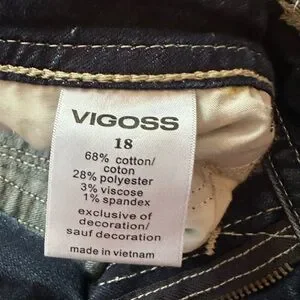 VIGOSS
18
68% cotton/
coton
28% polyester
3% viscose
1% spandex
exclusive of
decoration/
sauf decoration
made in vietnam